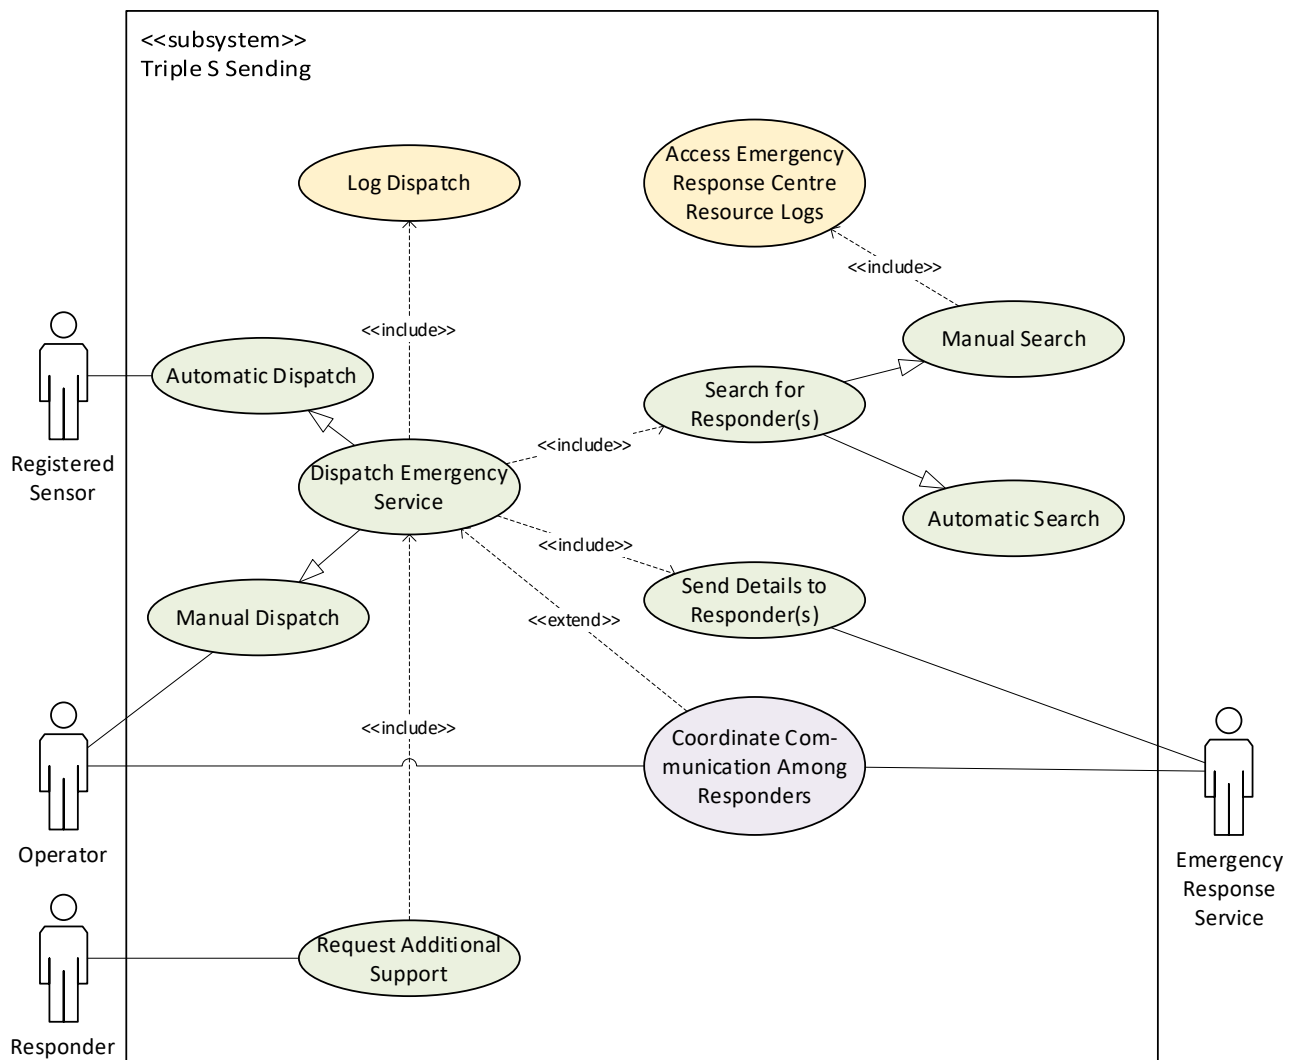 <<subsystem>>
Triple S Sending
Log Dispatch
Access Emergency
Response Centre
Resource Logs
<<include>>
<<include>>
Manual Search
Automatic Dispatch
Search for
Responder(s)
<<include>>
Registered
Sensor
Dispatch Emergency
Service
Automatic Search
<<include>>
Send Details to
Responder(s)
Manual Dispatch
<<extend>>
<<include>>
Coordinate Com-
munication Among
Responders
Operator
Emergency
Response
Service
Request Additional
Support
Responder